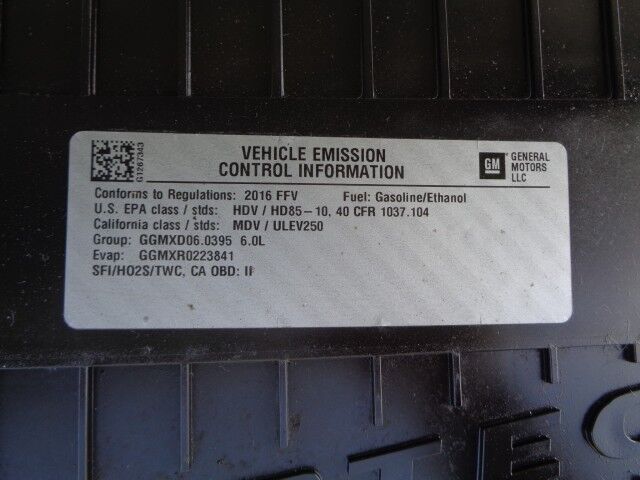 VEHICLE EMISSION
CONTROL INFORMATION
GM GENERAL MOTORS LLC
G1267343
Conforms to Regulations: 2016 FFV Fuel: Gasoline/Ethanol
U.S. EPA class / stds: HDV / HD85-10, 40 CFR 1037.104
California class / stds: MDV / ULEV250
Group: GGMXD06.0395 6.0L
Evap: GGMXR0223841
SFI/HO2S/TWC, CA OBD: II